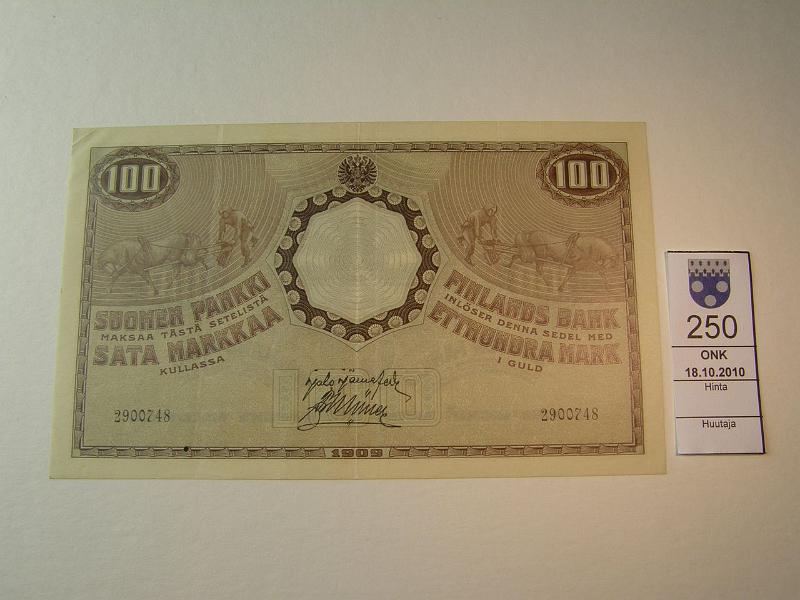 100
100
SUOMEN PANKKI
MAKSAA TÄSTÄ SETELISTÄ
SATA MARKKAA
KULLASSA
FINLANDS BANK
INLÖSER DENNA SEDEL MED
ETTHUNDRA MARK
I GULD
2900748
2900748
1909
250
ONK
18.10.2010
Hinta
Huutaja